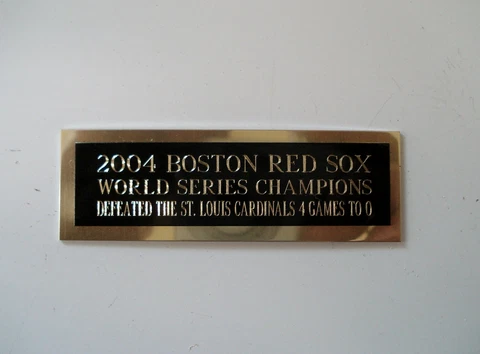 2004 BOSTON RED SOX
WORLD SERIES CHAMPIONS
DEFEATED THE ST. LOUIS CARDINALS 4 GAMES TO 0